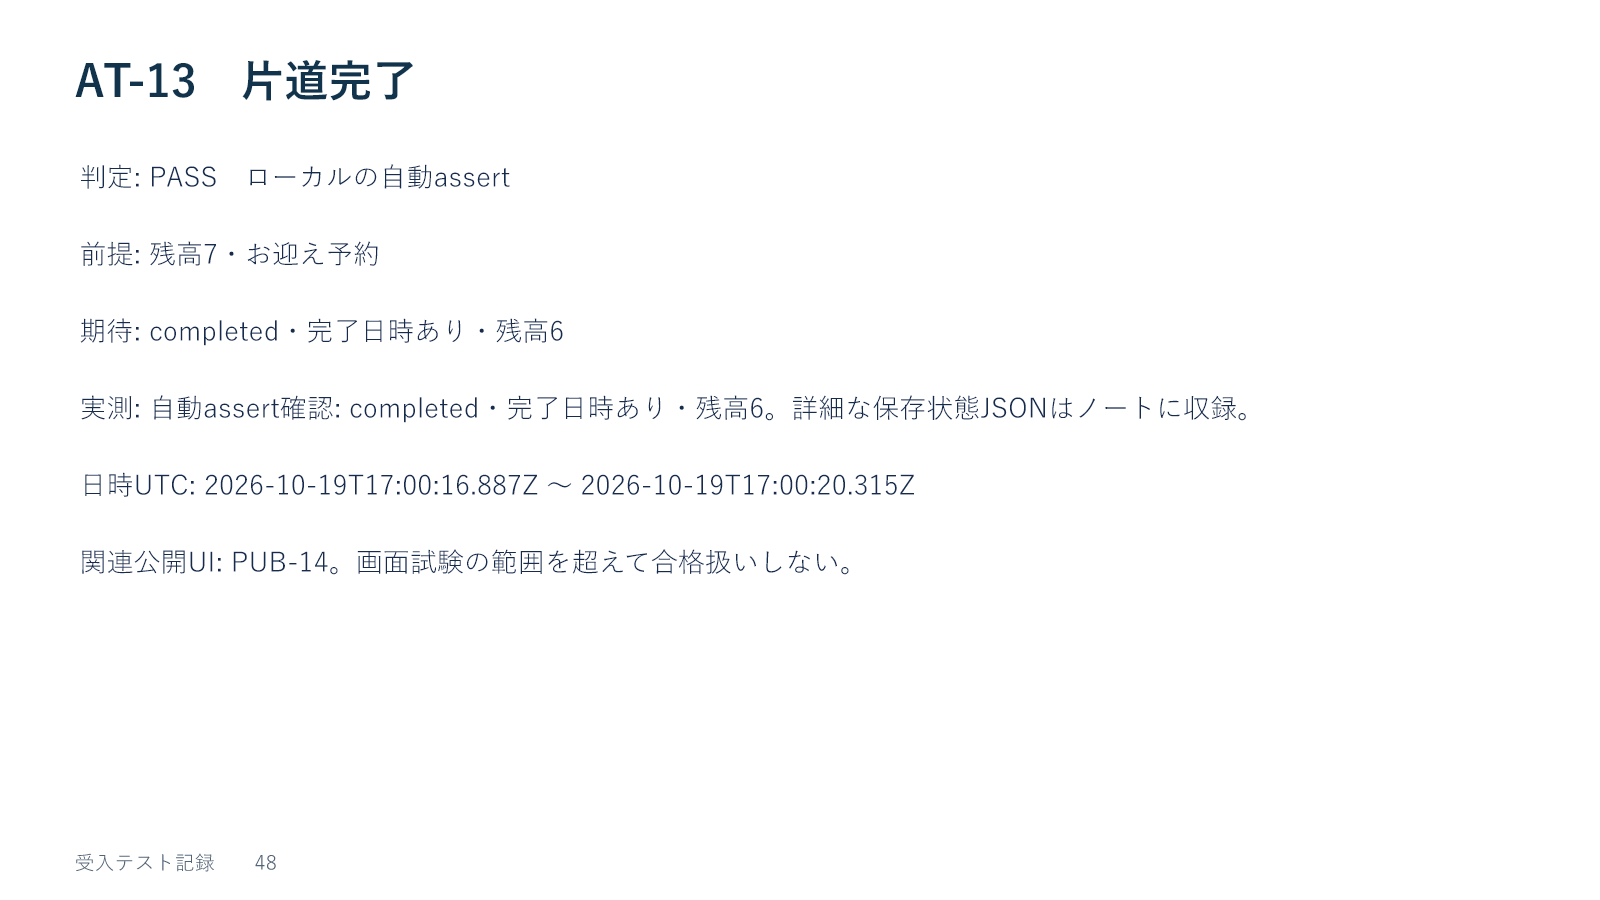 AT-13　片道完了
判定: PASS　ローカルの自動assert
前提: 残高7・お迎え予約
期待: completed・完了日時あり・残高6
実測: 自動assert確認: completed・完了日時あり・残高6。詳細な保存状態JSONはノートに収録。
日時UTC: 2026-10-19T17:00:16.887Z 〜 2026-10-19T17:00:20.315Z
関連公開UI: PUB-14。画面試験の範囲を超えて合格扱いしない。
受入テスト記録　48